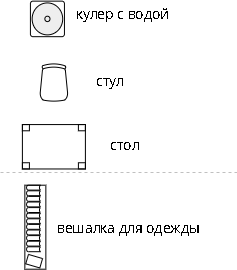 кулер с водой
стул
стол
вешалка для одежды